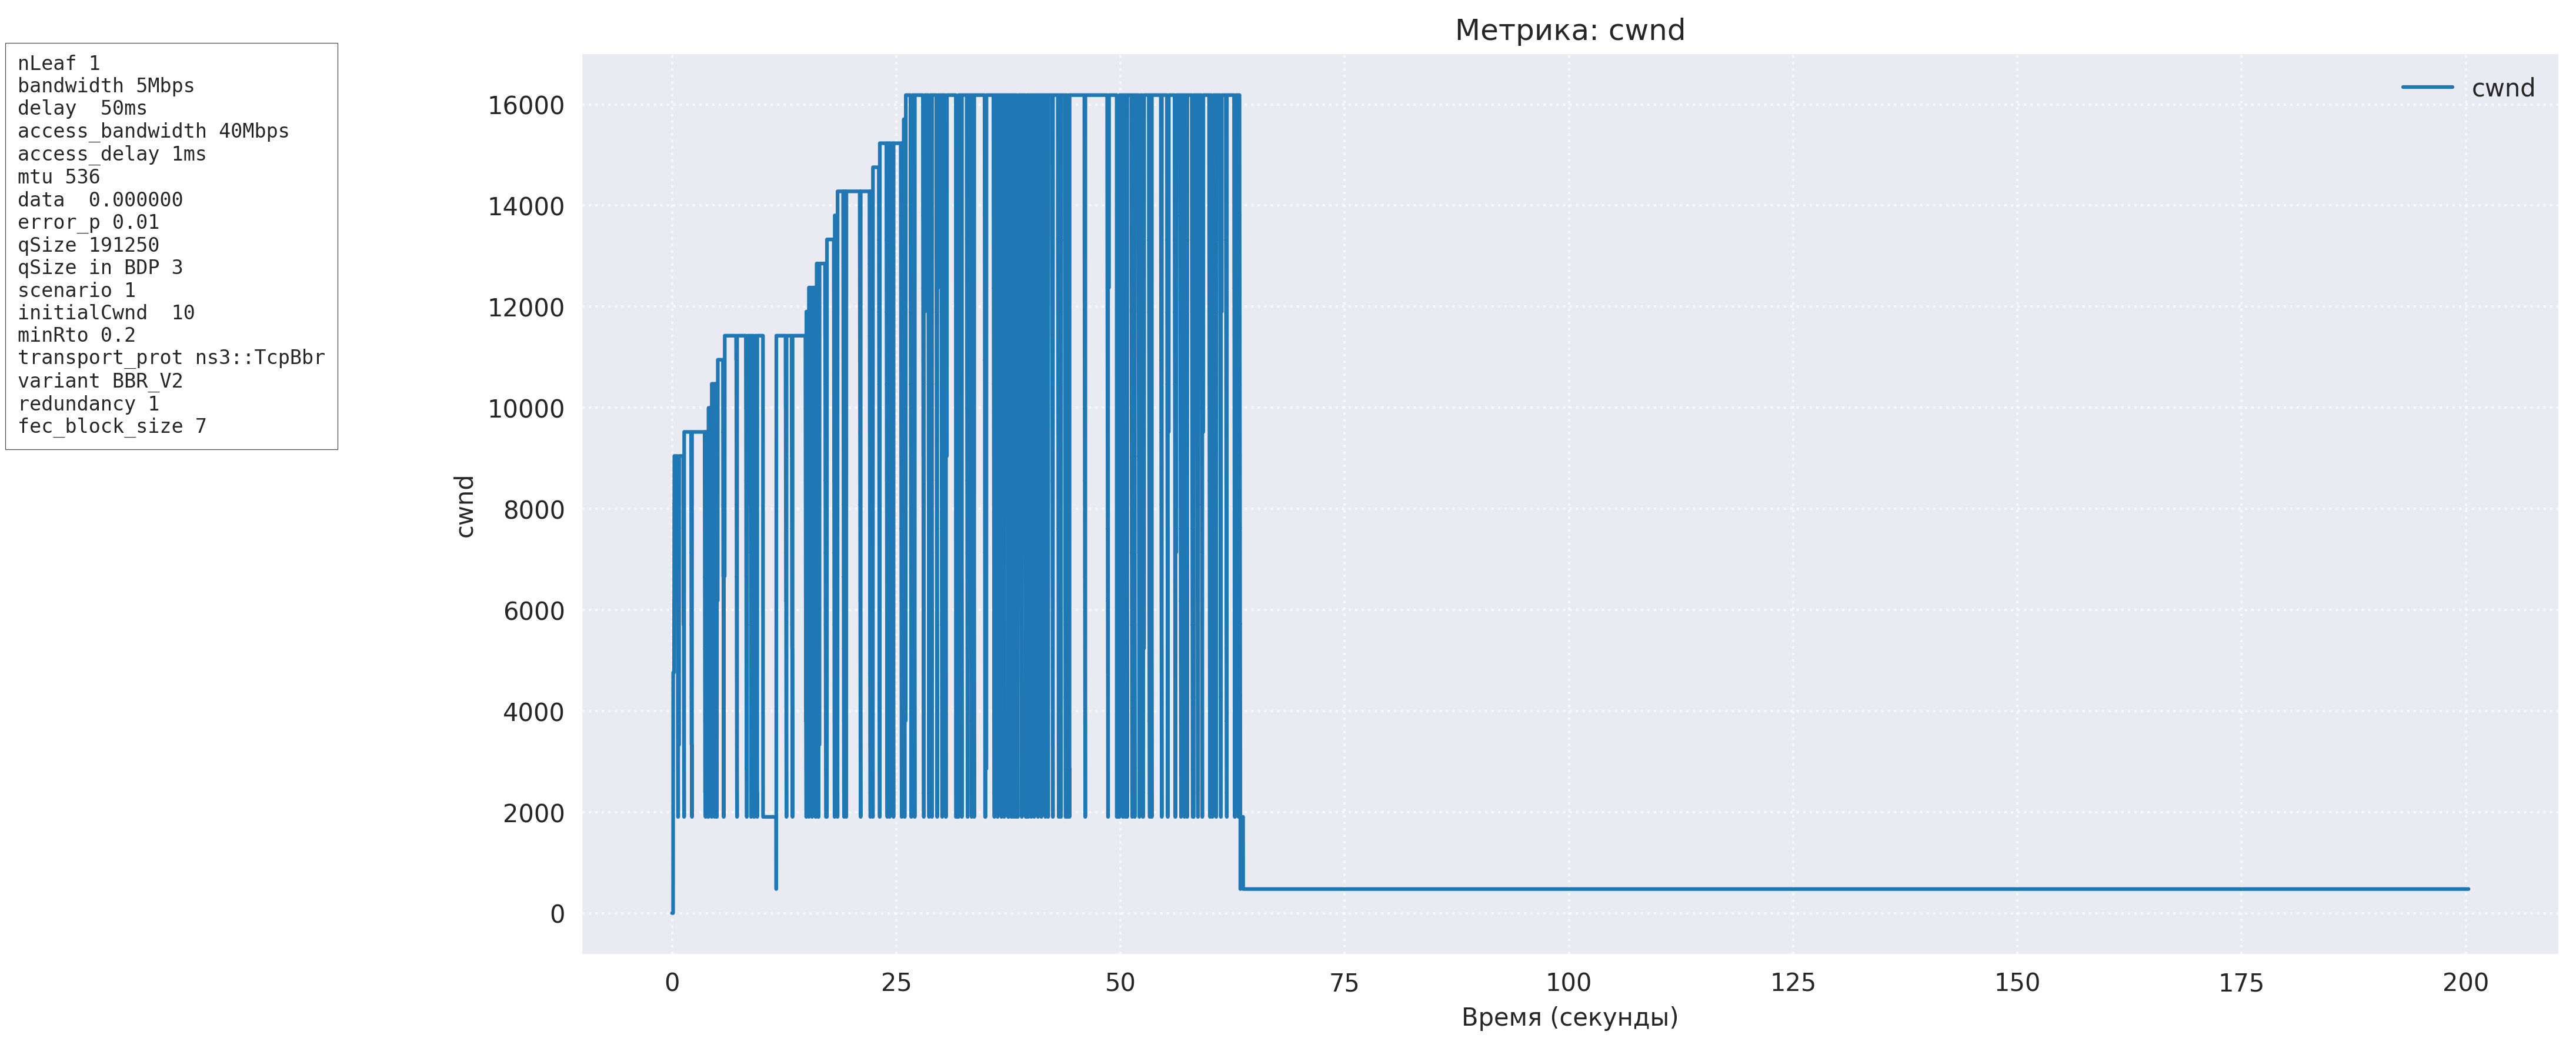 Метрика: cwnd
nLeaf 1
bandwidth 5Mbps
delay  50ms
access_bandwidth 40Mbps
access_delay 1ms
mtu 536
data  0.000000
error_p 0.01
qSize 191250
qSize in BDP 3
scenario 1
initialCwnd  10
minRto 0.2
transport_prot ns3::TcpBbr
variant BBR_V2
redundancy 1
fec_block_size 7
cwnd
16000
14000
12000
10000
8000
6000
4000
2000
0
cwnd
0 25 50 75 100 125 150 175 200
Время (секунды)